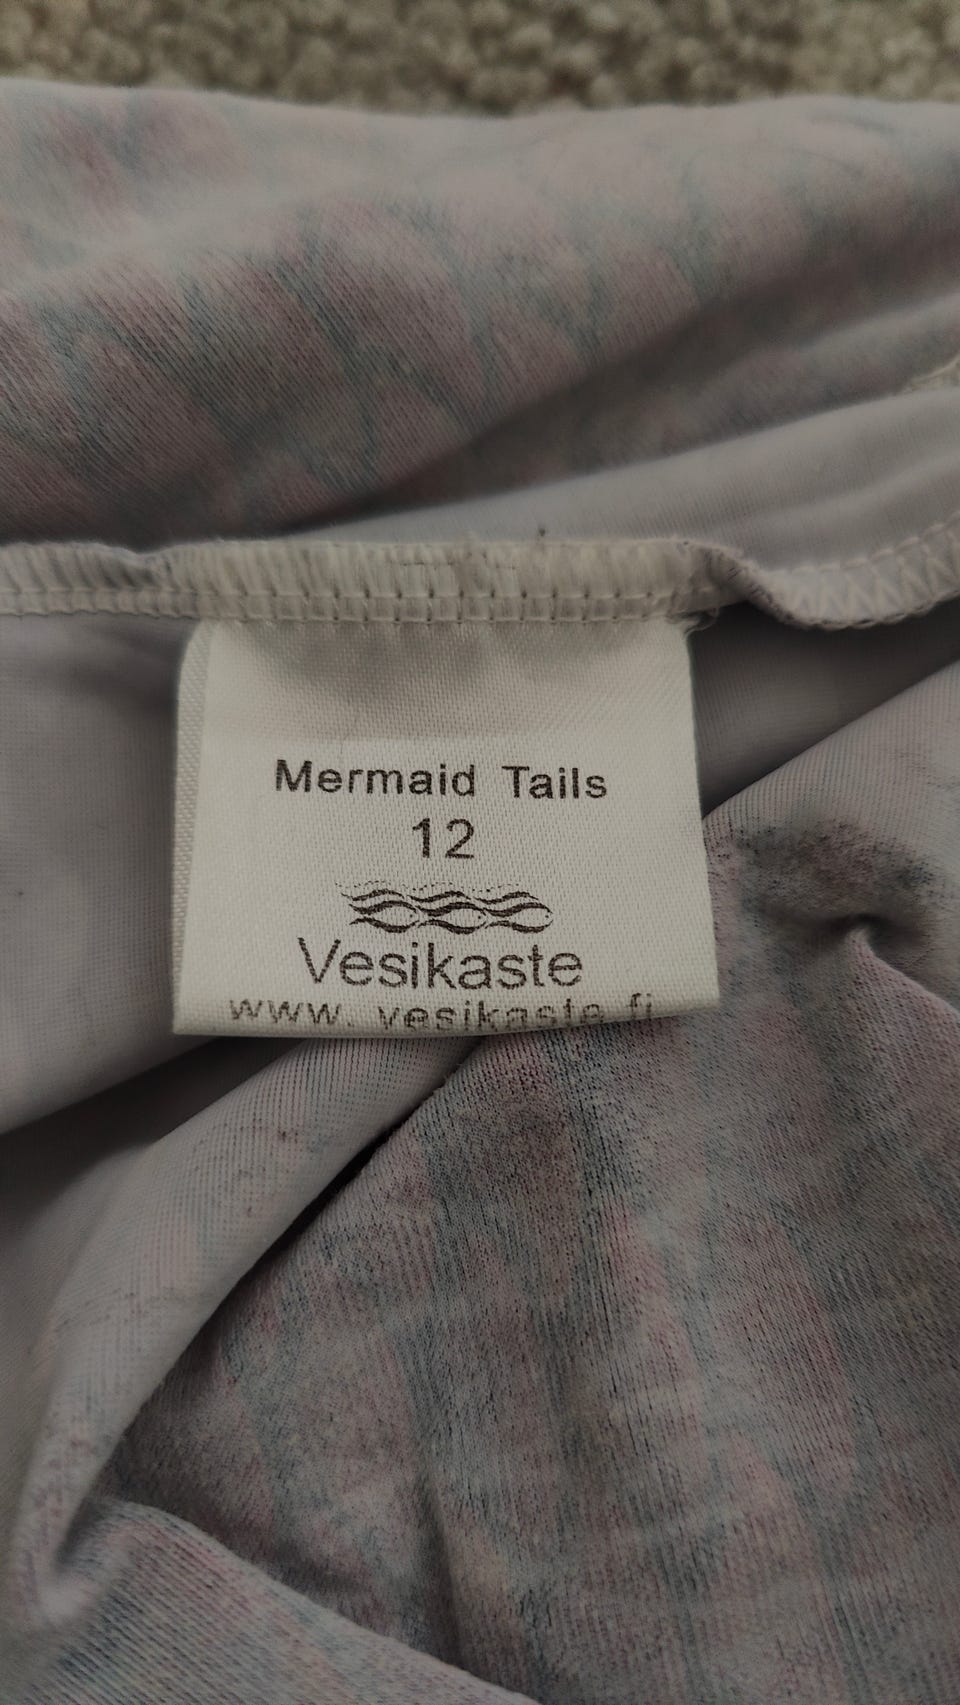 Mermaid Tails
12
Vesikaste
www. vesikaste.fi